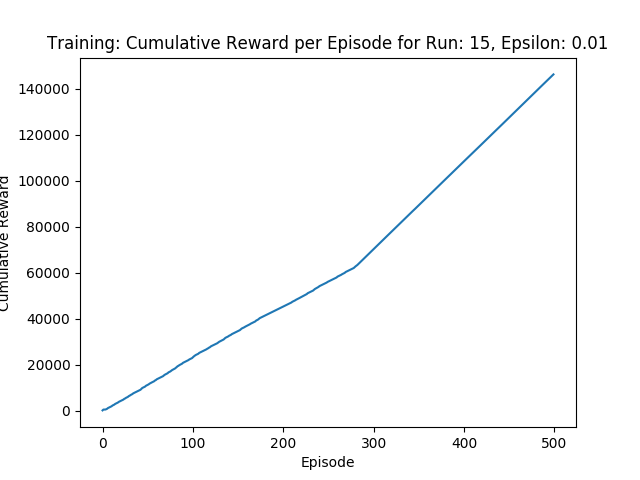 Training: Cumulative Reward per Episode for Run: 15, Epsilon: 0.01
140000
120000
100000
80000
60000
40000
20000
0
Cumulative Reward
0 100 200 300 400 500
Episode